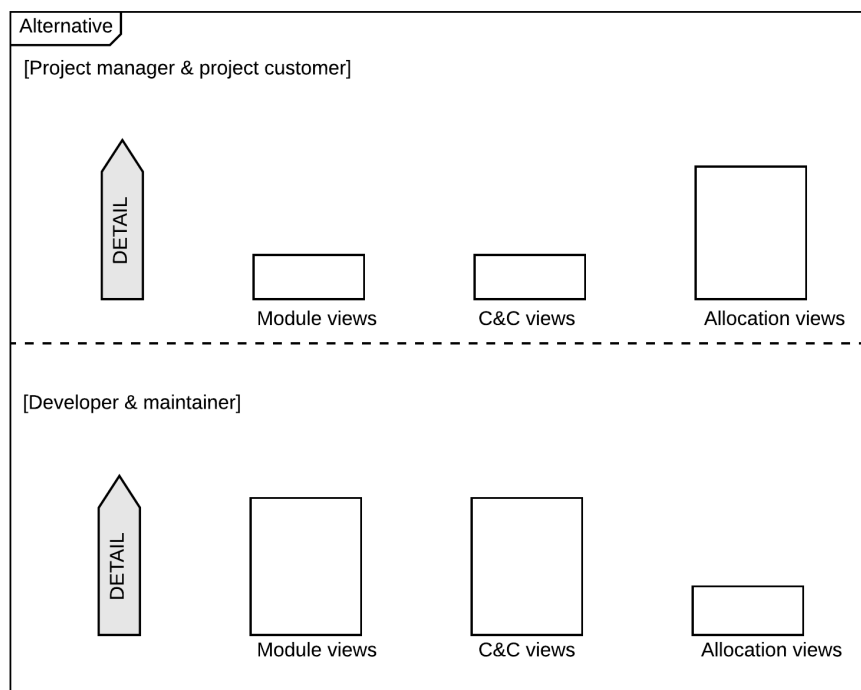 Alternative
[Project manager & project customer]
DETAIL
Module views
C&C views
Allocation views
[Developer & maintainer]
DETAIL
Module views
C&C views
Allocation views